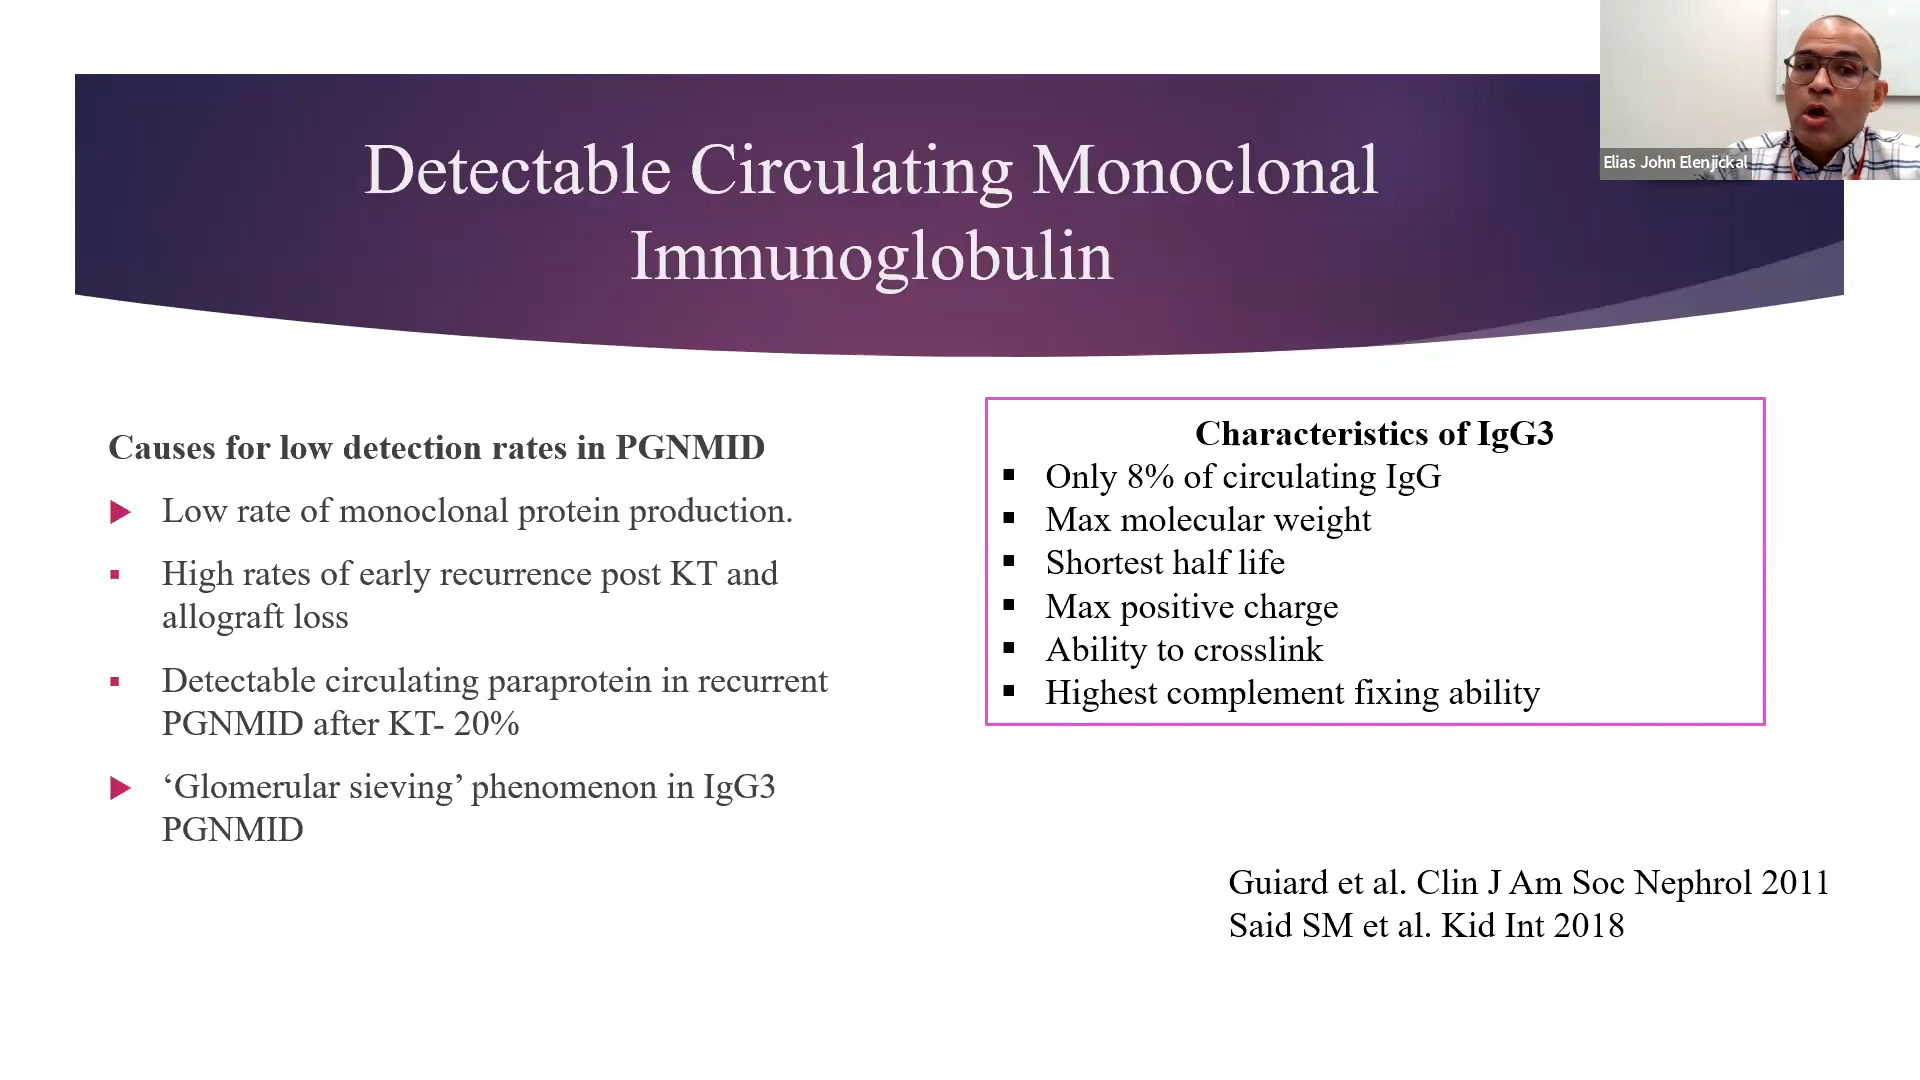 Detectable Circulating Monoclonal
Immunoglobulin
Elias John Elenjickal
Causes for low detection rates in PGNMID
Low rate of monoclonal protein production.
High rates of early recurrence post KT and
allograft loss
Detectable circulating paraprotein in recurrent
PGNMID after KT- 20%
‘Glomerular sieving’ phenomenon in IgG3
PGNMID
Characteristics of IgG3
Only 8% of circulating IgG
Max molecular weight
Shortest half life
Max positive charge
Ability to crosslink
Highest complement fixing ability
Guiard et al. Clin J Am Soc Nephrol 2011
Said SM et al. Kid Int 2018